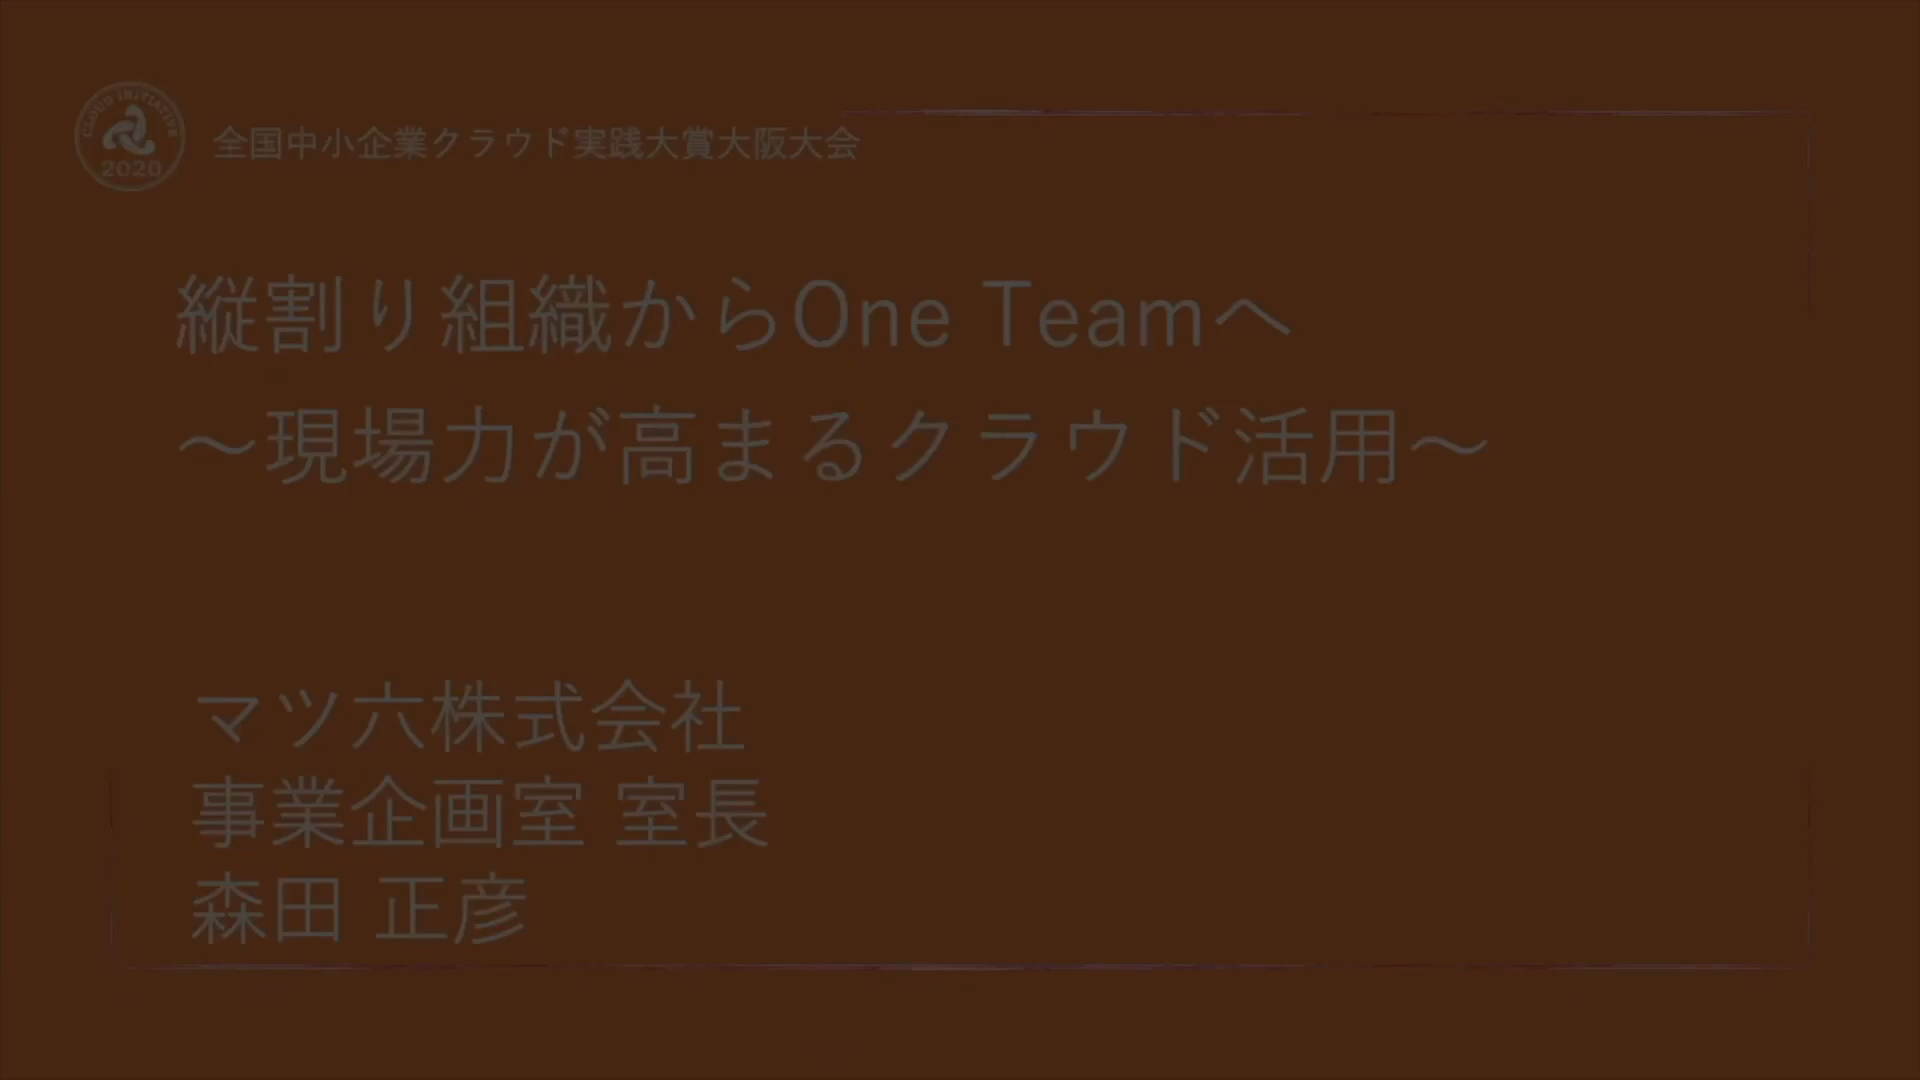 CLOUD INITIATIVE
2020
全国中小企業クラウド実践大賞大阪大会
縦割り組織からOne Teamへ
～現場力が高まるクラウド活用～
マツ六株式会社
事業企画室 室長
森田 正彦